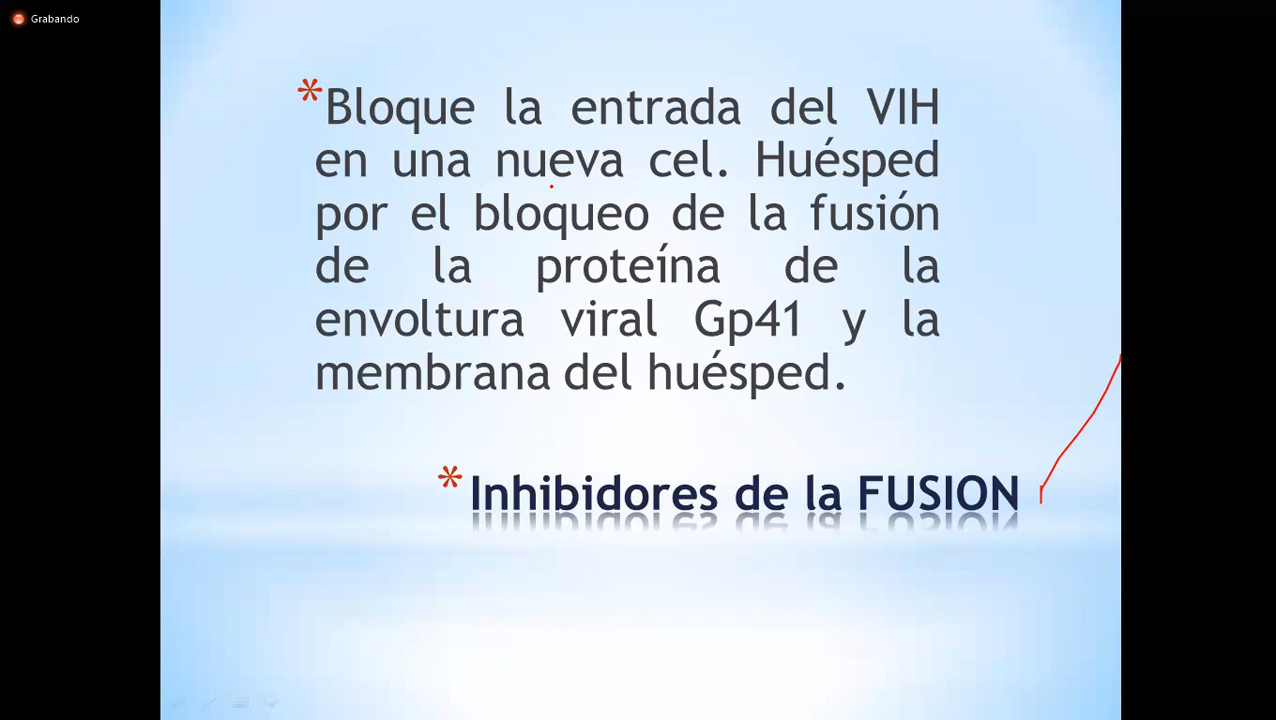 Grabando
*Bloque la entrada del VIH
en una nueva cel. Huésped
por el bloqueo de la fusión
de la proteína de la
envoltura viral Gp41 y la
membrana del huésped.
*Inhibidores de la FUSION